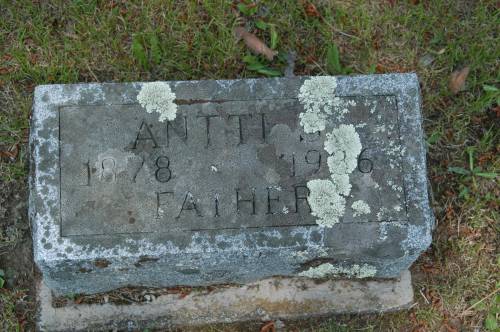 ANTTI
1878 -
FATHER